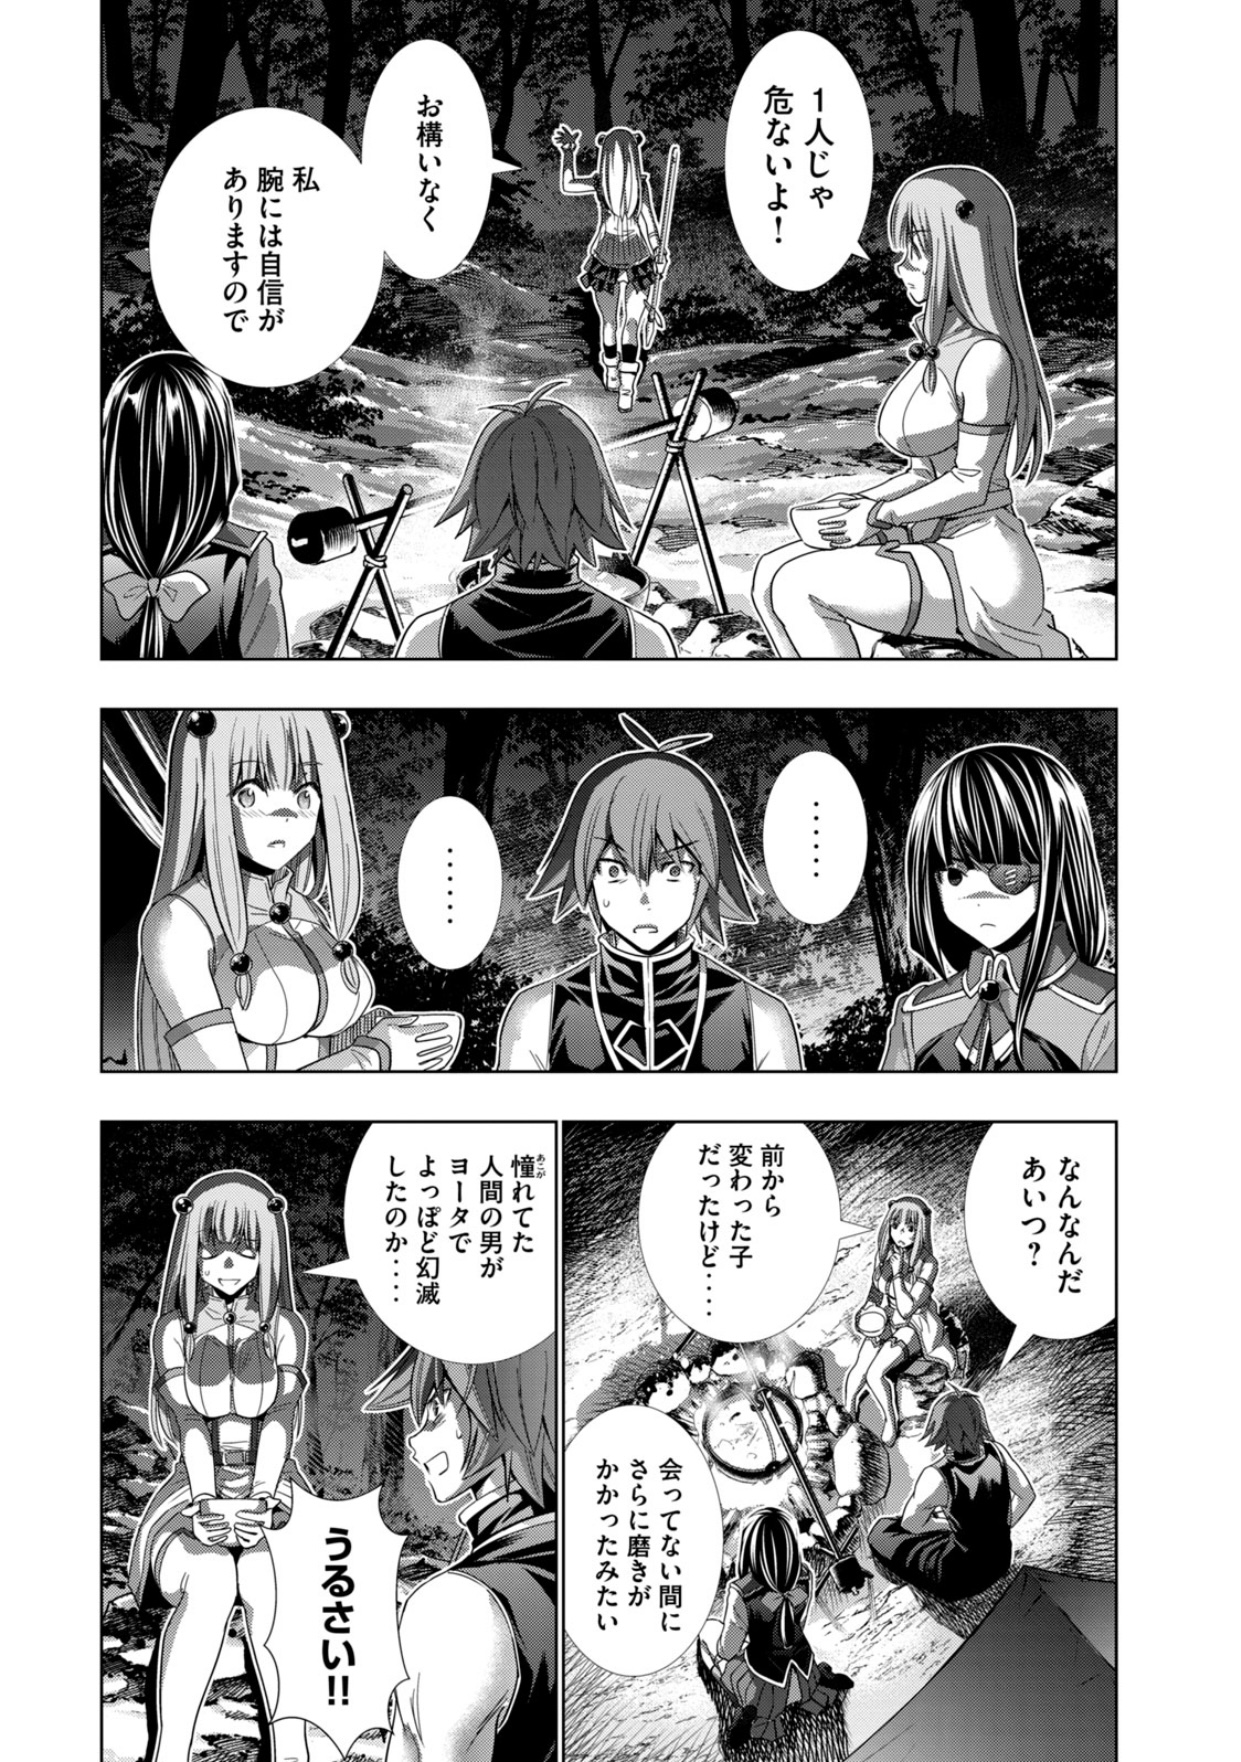 1人じゃ
危ないよ!
お構いなく
私
腕には自信が
ありますので
……
……
なんなんだ
あいつ?
前から
変わった子
だったけど‥‥
会ってない間に
さらに磨きが
かかったみたい
憧れてた
あこが
人間の男が
ヨータで
よっぽど幻滅
したのか‥‥
うるさい!!